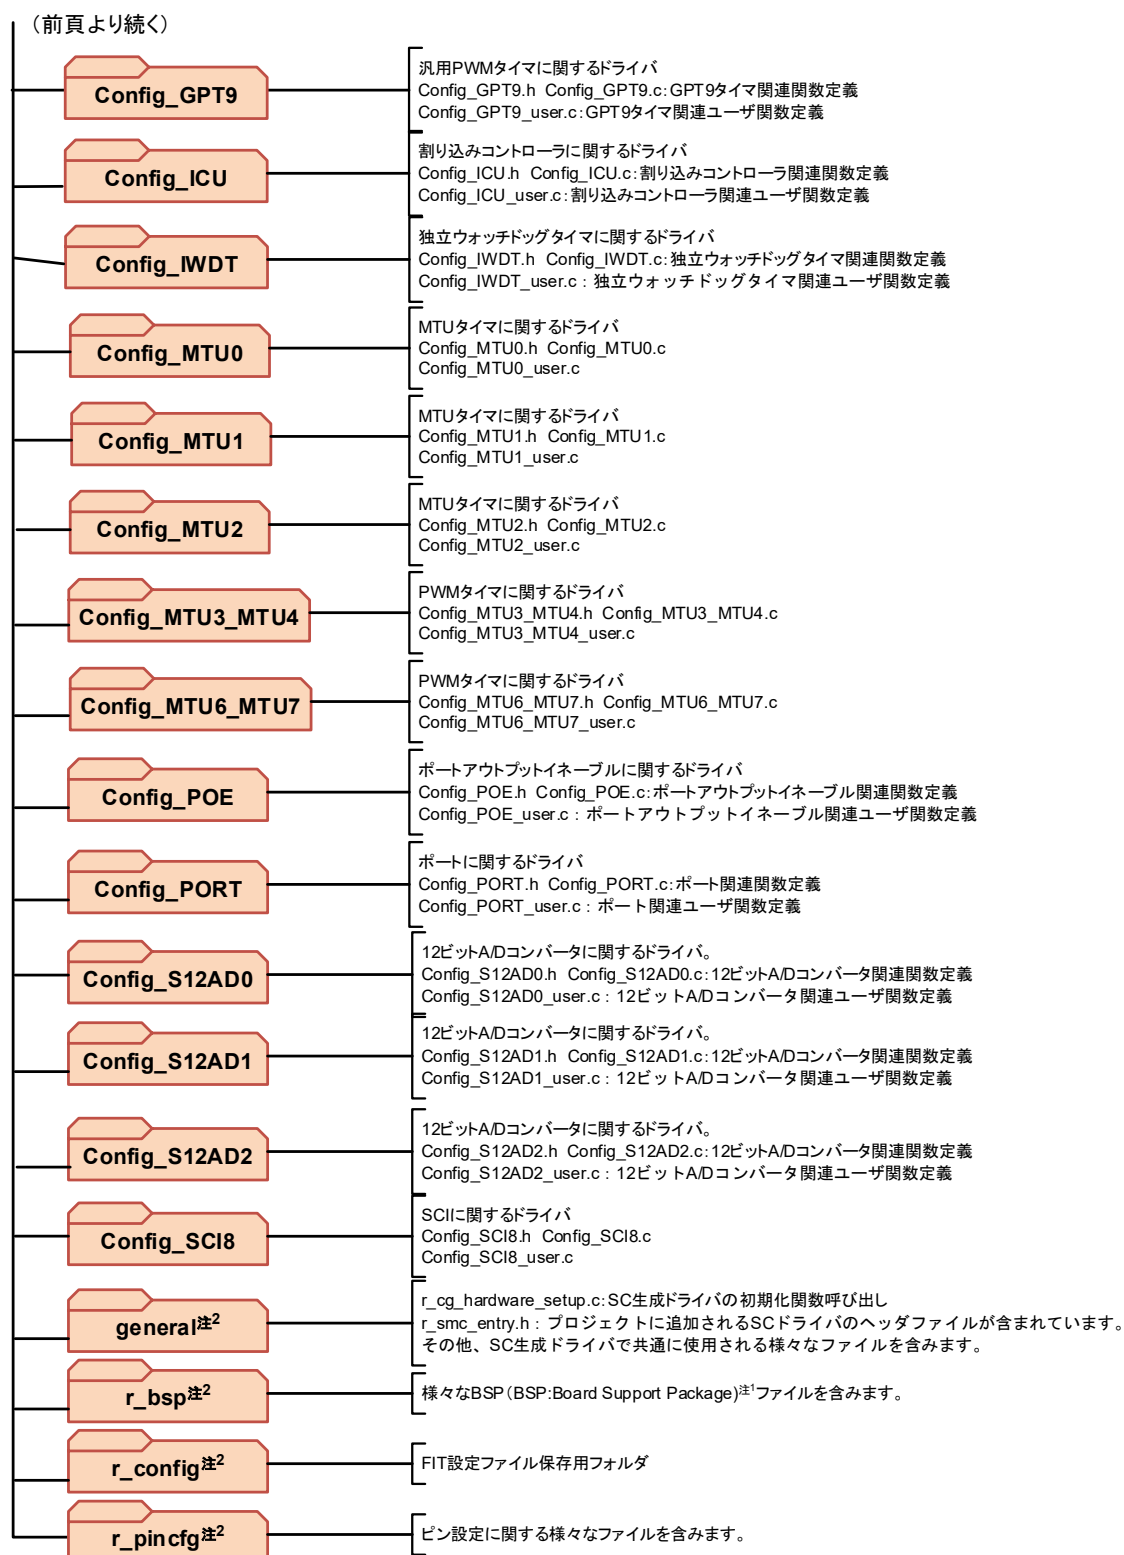 （前頁より続く）
Config_GPT9
汎用PWMタイマに関するドライバ
Config_GPT9.h Config_GPT9.c:GPT9タイマ関連関数定義
Config_GPT9_user.c:GPT9タイマ関連ユーザ関数定義
Config_ICU
割り込みコントローラに関するドライバ
Config_ICU.h Config_ICU.c:割り込みコントローラ関連関数定義
Config_ICU_user.c:割り込みコントローラ関連ユーザ関数定義
Config_IWDT
独立ウォッチドッグタイマに関するドライバ
Config_IWDT.h Config_IWDT.c:独立ウォッチドッグタイマ関連関数定義
Config_IWDT_user.c : 独立ウォッチドッグタイマ関連ユーザ関数定義
Config_MTU0
MTUタイマに関するドライバ
Config_MTU0.h Config_MTU0.c
Config_MTU0_user.c
Config_MTU1
MTUタイマに関するドライバ
Config_MTU1.h Config_MTU1.c
Config_MTU1_user.c
Config_MTU2
MTUタイマに関するドライバ
Config_MTU2.h Config_MTU2.c
Config_MTU2_user.c
Config_MTU3_MTU4
PWMタイマに関するドライバ
Config_MTU3_MTU4.h Config_MTU3_MTU4.c
Config_MTU3_MTU4_user.c
Config_MTU6_MTU7
PWMタイマに関するドライバ
Config_MTU6_MTU7.h Config_MTU6_MTU7.c
Config_MTU6_MTU7_user.c
Config_POE
ポートアウトプットイネーブルに関するドライバ
Config_POE.h Config_POE.c:ポートアウトプットイネーブル関連関数定義
Config_POE_user.c : ポートアウトプットイネーブル関連ユーザ関数定義
Config_PORT
ポートに関するドライバ
Config_PORT.h Config_PORT.c:ポート関連関数定義
Config_PORT_user.c : ポート関連ユーザ関数定義
Config_S12AD0
12ビットA/Dコンバータに関するドライバ。
Config_S12AD0.h Config_S12AD0.c:12ビットA/Dコンバータ関連関数定義
Config_S12AD0_user.c : 12ビットA/Dコンバータ関連ユーザ関数定義
Config_S12AD1
12ビットA/Dコンバータに関するドライバ。
Config_S12AD1.h Config_S12AD1.c:12ビットA/Dコンバータ関連関数定義
Config_S12AD1_user.c : 12ビットA/Dコンバータ関連ユーザ関数定義
Config_S12AD2
12ビットA/Dコンバータに関するドライバ。
Config_S12AD2.h Config_S12AD2.c:12ビットA/Dコンバータ関連関数定義
Config_S12AD2_user.c : 12ビットA/Dコンバータ関連ユーザ関数定義
Config_SCI8
SCIに関するドライバ
Config_SCI8.h Config_SCI8.c
Config_SCI8_user.c
general注2
r_cg_hardware_setup.c:SC生成ドライバの初期化関数呼び出し
r_smc_entry.h : プロジェクトに追加されるSCドライバのヘッダファイルが含まれています。
その他、SC生成ドライバで共通に使用される様々なファイルを含みます。
r_bsp注2
様々なBSP（BSP:Board Support Package)注1ファイルを含みます。
r_config注2
FIT設定ファイル保存用フォルダ
r_pincfg注2
ピン設定に関する様々なファイルを含みます。